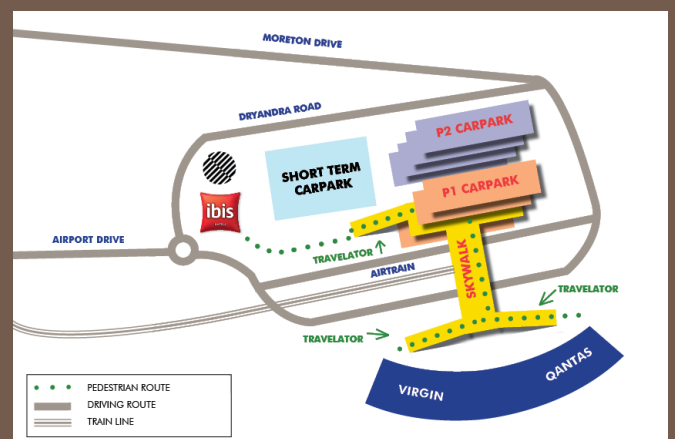 MORETON DRIVE
DRYANDRA ROAD
P2 CARPARK
SHORT TERM
CARPARK
P1 CARPARK
ibis
HOTELS
AIRPORT DRIVE
TRAVELATOR
AIRTRAIN
SKYWALK
TRAVELATOR
TRAVELATOR
VIRGIN
QANTAS
PEDESTRIAN ROUTE
DRIVING ROUTE
TRAIN LINE